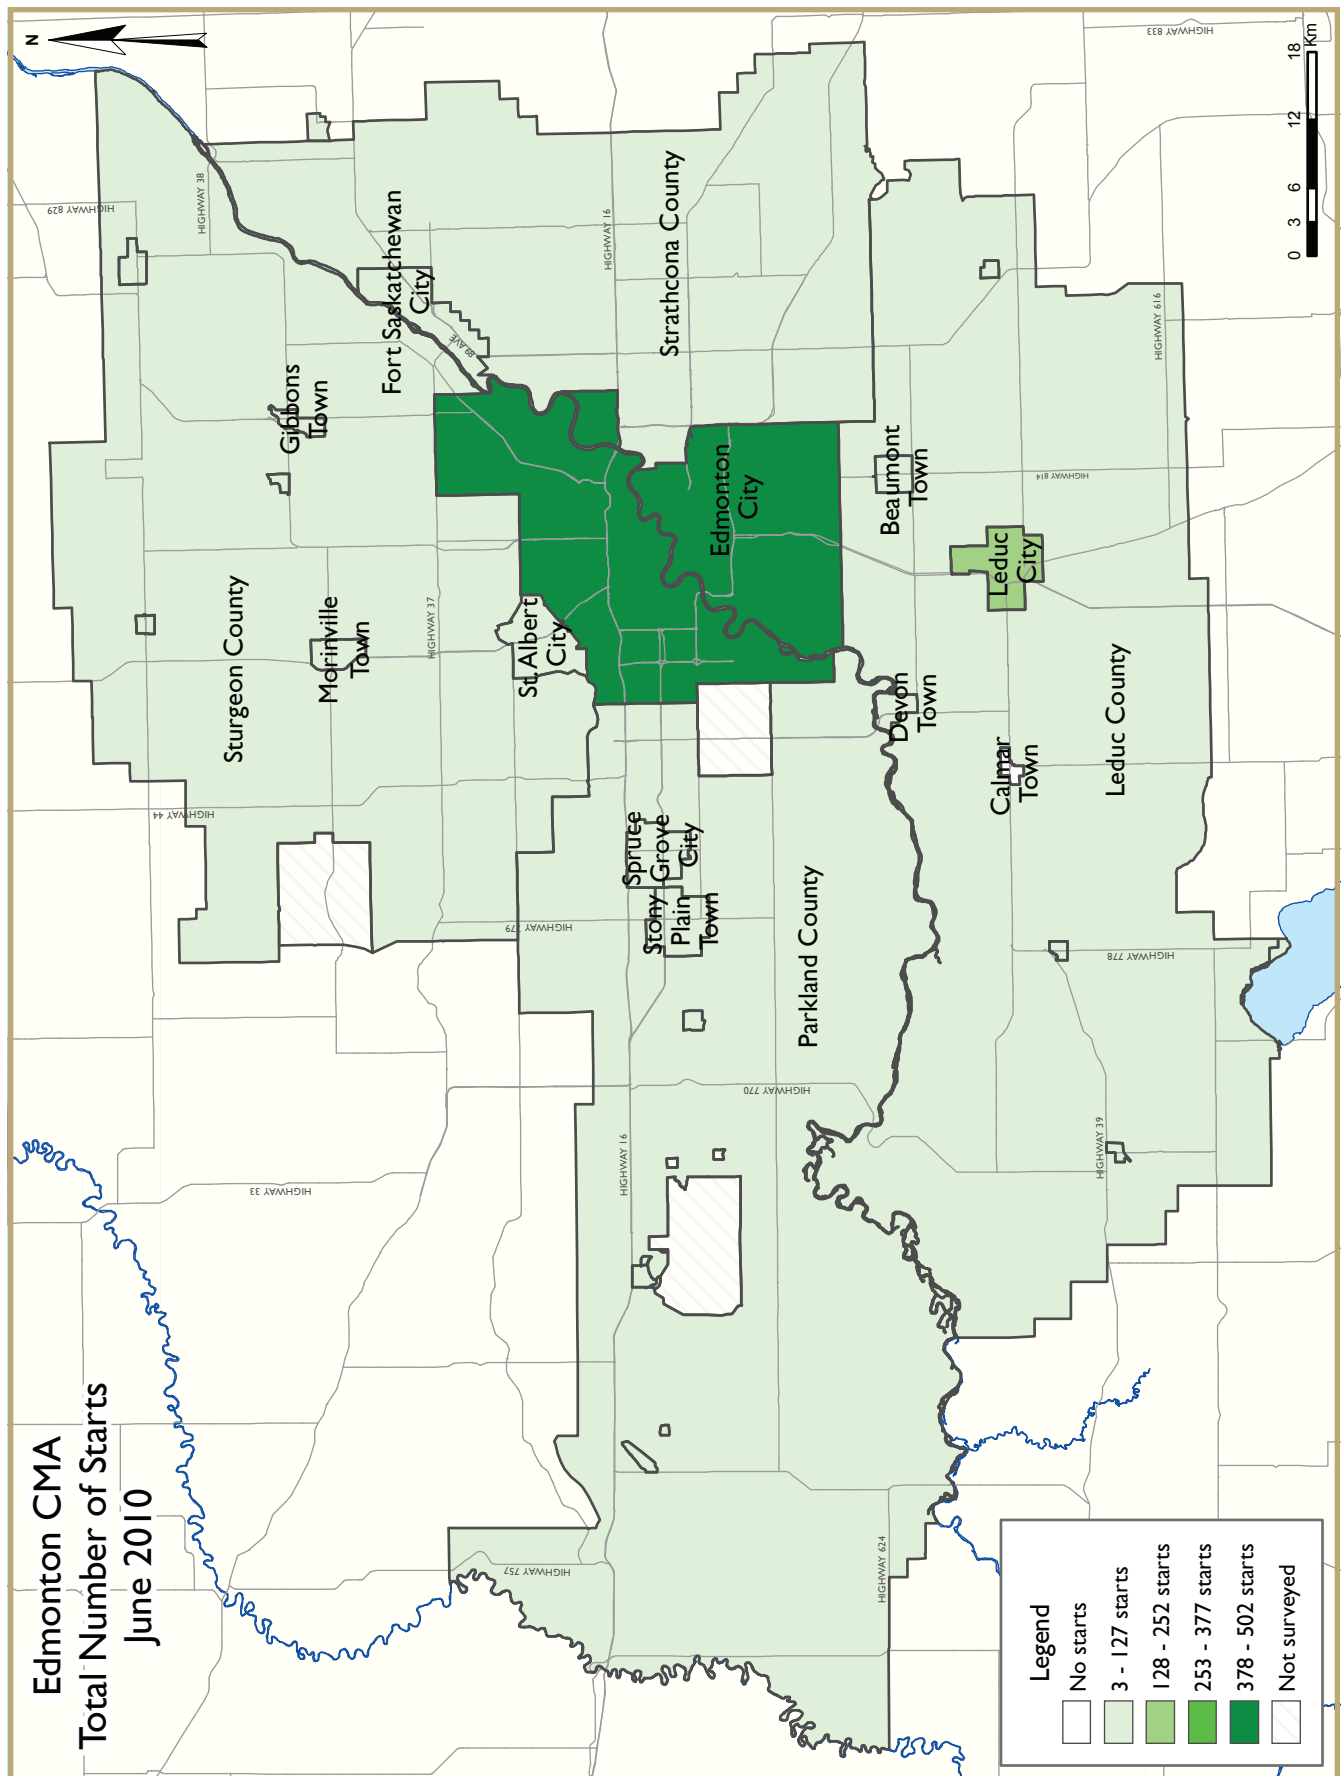 Edmonton CMA
Total Number of Starts
June 2010
N
HIGHWAY 829
HIGHWAY 38
HIGHWAY 833
Fort Saskatchewan
City
89 AVE
Gibbons
Town
Sturgeon County
Morinville
Town
HIGHWAY 37
HIGHWAY 44
St. Albert
City
HIGHWAY 16
Strathcona County
Edmonton
City
HIGHWAY 779
Spruce
Grove
City
Stony
Plain
Town
Parkland County
HIGHWAY 33
HIGHWAY 16
HIGHWAY 770
HIGHWAY 757
HIGHWAY 624
Beaumont
Town
HIGHWAY 814
HIGHWAY 616
Leduc
City
Devon
Town
Calmar
Town
Leduc County
HIGHWAY 778
HIGHWAY 39
Legend
No starts
3 - 127 starts
128 - 252 starts
253 - 377 starts
378 - 502 starts
Not surveyed
0 3 6 12 18
Km